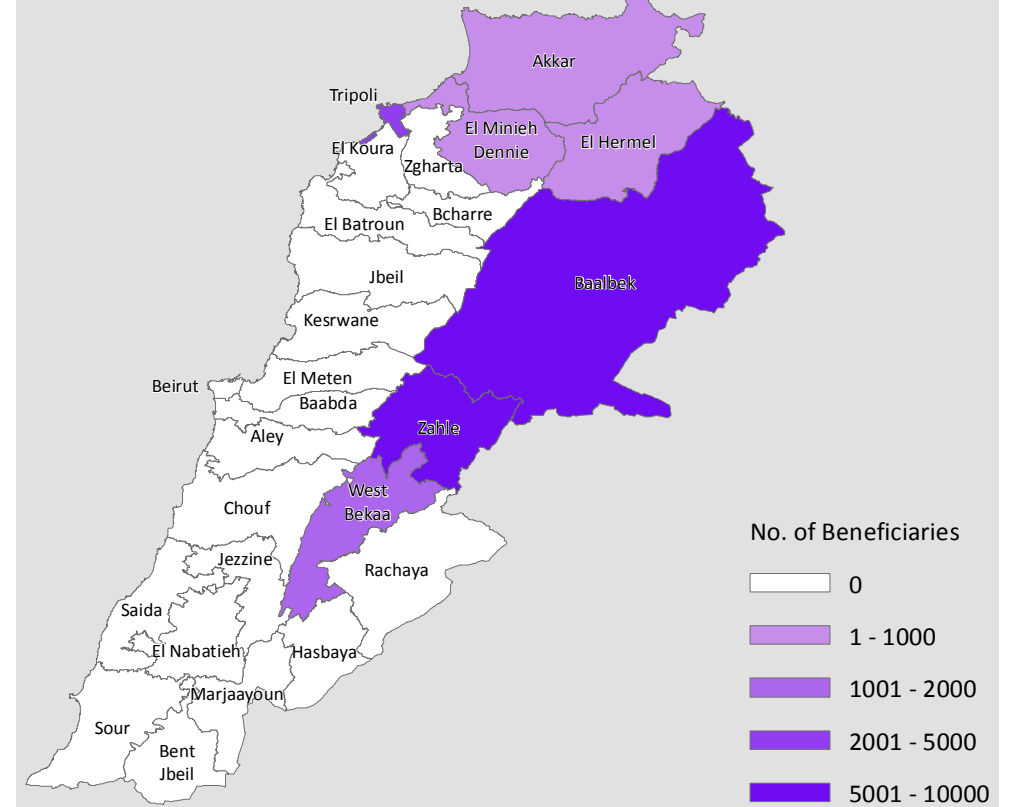 Akkar
Tripoli
El Minieh
Dennie
El Hermel
El Koura
Zgharta
Bcharre
El Batroun
Jbeil
Baalbek
Kesrwane
El Meten
Beirut
Baabda
Zahle
Aley
West
Bekaa
Chouf
No. of Beneficiaries
Jezzine
Rachaya
0
Saida
1 - 1000
El Nabatieh
Hasbaya
1001 - 2000
Marjaayoun
Sour
2001 - 5000
Bent
Jbeil
5001 - 10000